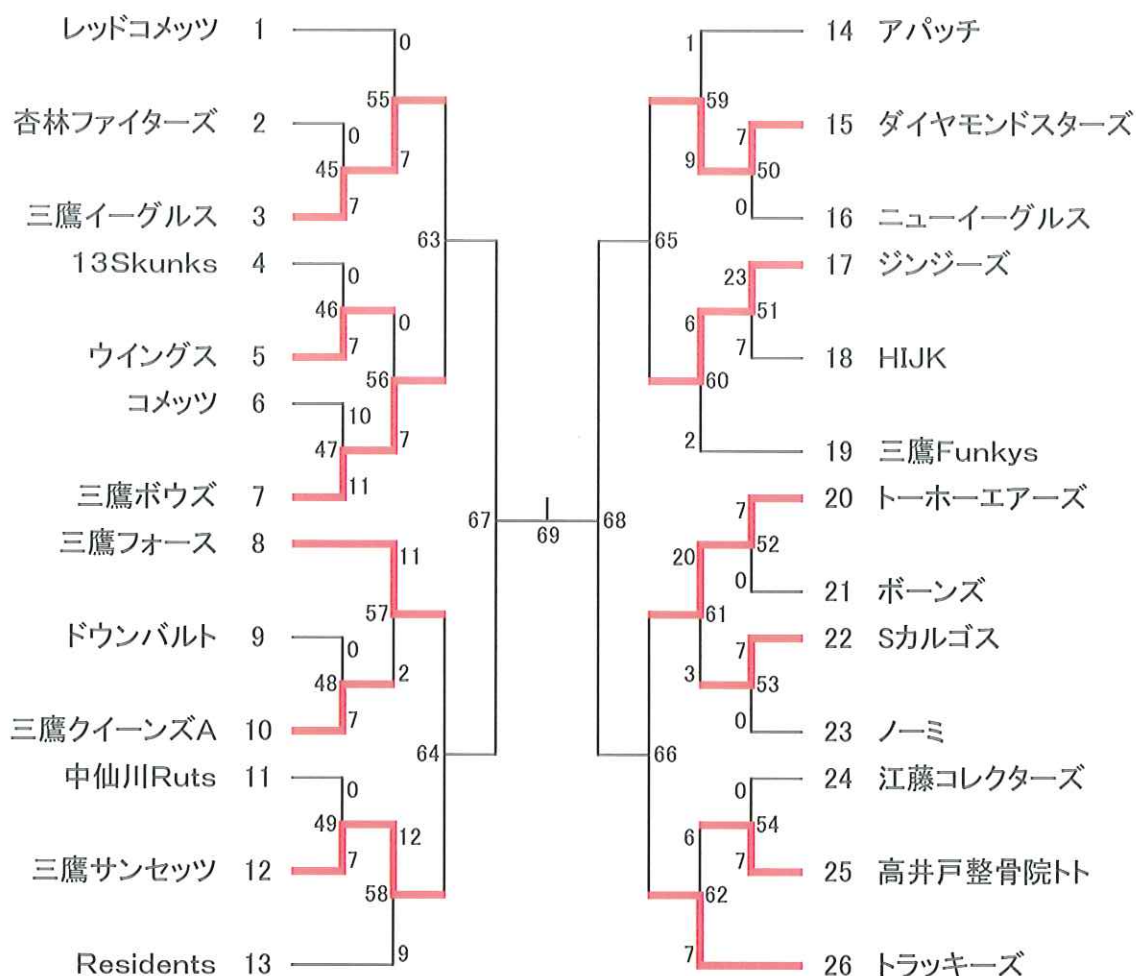 レッドコメッツ 1
0
55
杏林ファイターズ 2
0
45
7
三鷹イーグルス 3
7
63
13Skunks 4
0
46
0
ウイングス 5
7
56
コメッツ 6
10
47
7
三鷹ボウズ 7
11
67
三鷹フォース 8
11
57
ドウンバルト 9
0
48
2
三鷹クイーンズA 10
7
64
中仙川Ruts 11
0
49
12
三鷹サンセッツ 12
7
58
Residents 13
9
69
1
14 アパッチ
59
7
15 ダイヤモンドスターズ
9
50
0
16 ニューイーグルス
65
23
17 ジンジーズ
6
51
7
18 HIJK
60
2
19 三鷹Funkys
68
7
20 トーホーエアーズ
20
52
0
21 ボーンズ
61
7
22 Sカルゴス
3
53
0
23 ノーミ
66
0
24 江藤コレクターズ
6
54
7
25 高井戸整骨院トト
62
7
26 トラッキーズ